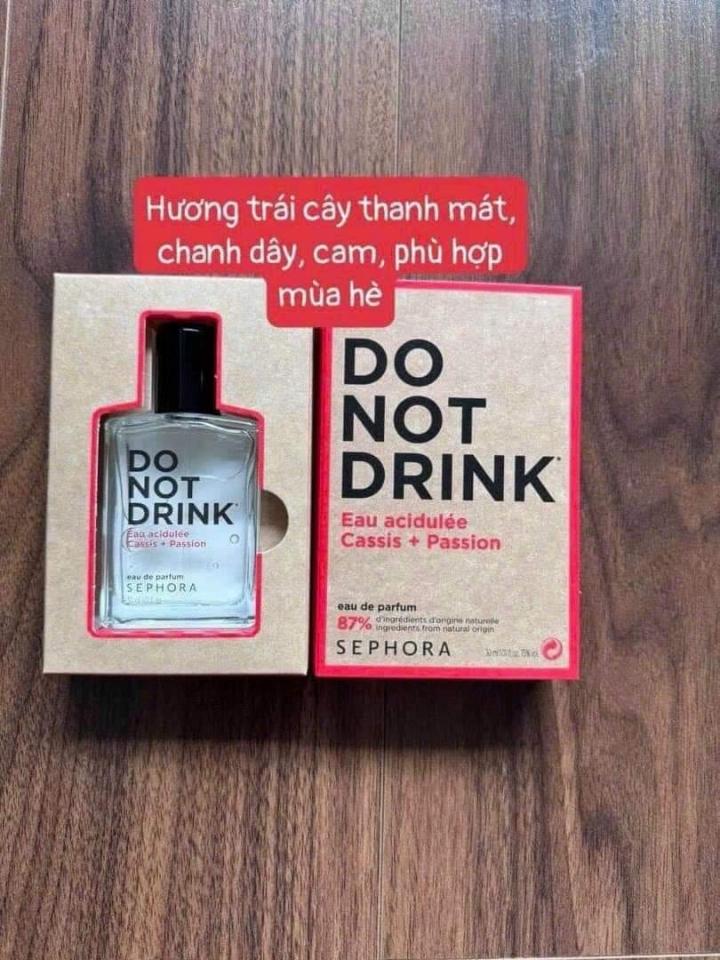 Hương trái cây thanh mát,
chanh dây, cam, phù hợp
mùa hè
DO
NOT
DRINK*
Eau acidulée
Cassis + Passion
eau de parfum
SEPHORA
DO
NOT
DRINK*
Eau acidulée
Cassis + Passion
eau de parfum
87% d'ingrédients d'origine naturelle
ingredients from natural origin
SEPHORA